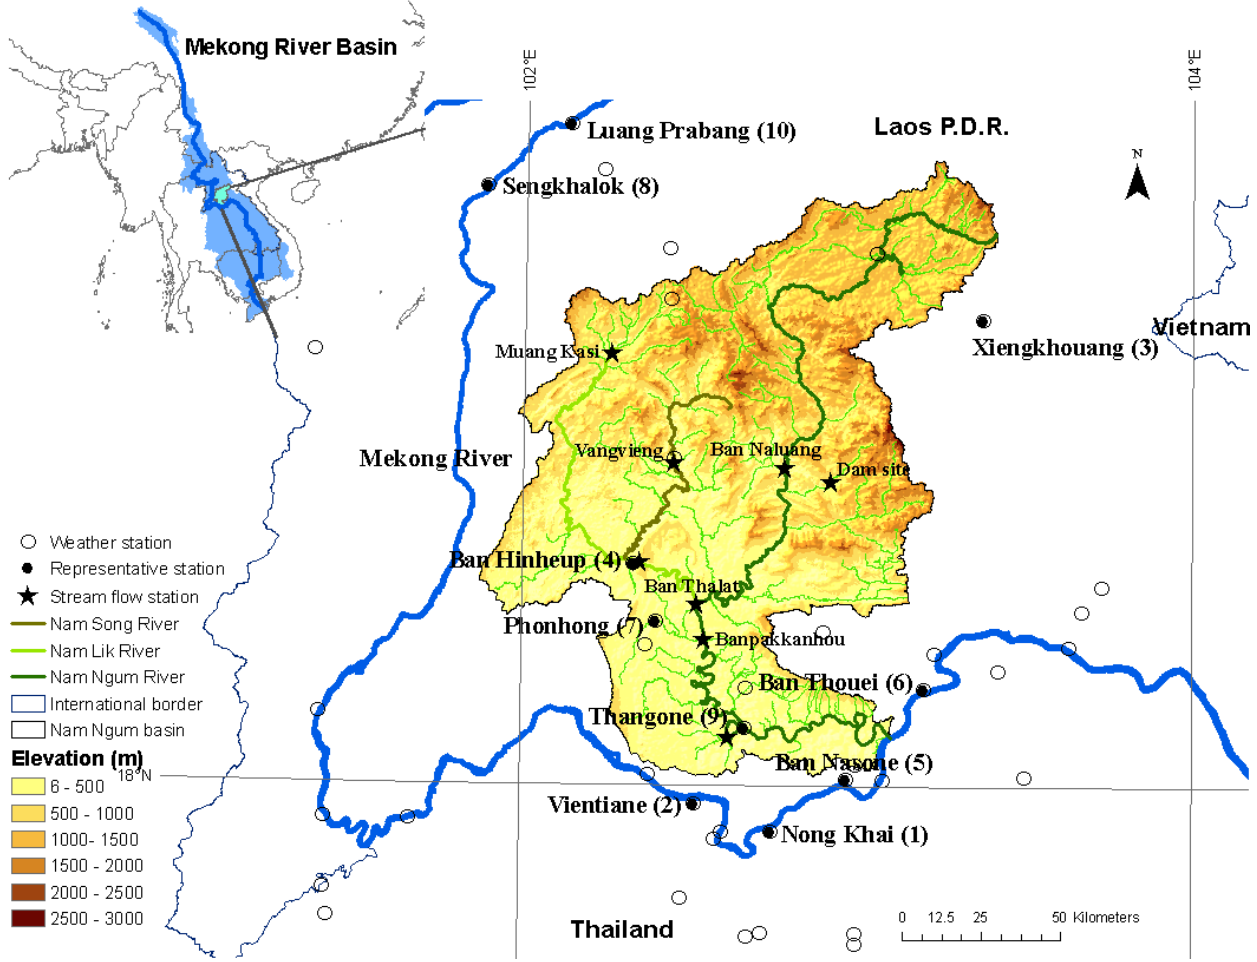 Mekong River Basin
102°E
104°E
Luang Prabang (10)
Laos P.D.R.
N
Sengkhalok (8)
Vietnam
Xiengkhouang (3)
Muang Kasi
Mekong River
Vangvieng
Ban Naluang
Dam site
Ban Hinheup (4)
Ban Thalat
Phonhong (7)
Banpakkanhou
Ban Thouei (6)
Thangone (9)
Ban Nasone (5)
18°N
Vientiane (2)
Nong Khai (1)
Thailand
Weather station
Representative station
Stream flow station
Nam Song River
Nam Lik River
Nam Ngum River
International border
Nam Ngum basin
Elevation (m)
6 - 500
500 - 1000
1000- 1500
1500 - 2000
2000 - 2500
2500 - 3000
0 12.5 25 50 Kilometers